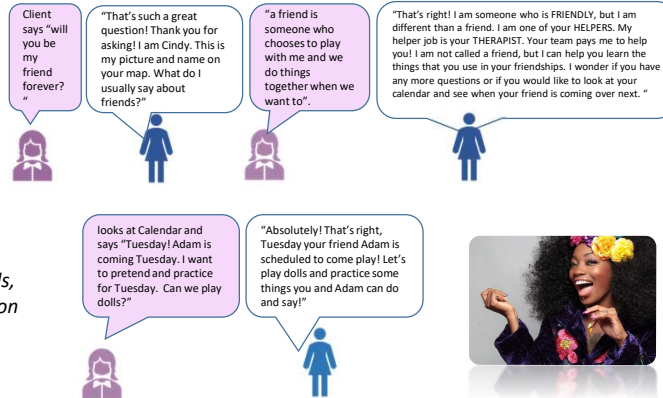 Client
says "will
you be
my
friend
forever?
"
"That's such a great
question! Thank you for
asking! I am Cindy. This is
my picture and name on
your map. What do I
usually say about
friends?"
"a friend is
someone who
chooses to play
with me and we
do things
together when we
want to".
"That's right! I am someone who is FRIENDLY, but I am
different than a friend. I am one of your HELPERS. My
helper job is your THERAPIST. Your team pays me to help
you! I am not called a friend, but I can help you learn the
things that you use in your friendships. I wonder if you have
any more questions or if you would like to look at your
calendar and see when your friend is coming over next. "
looks at Calendar and
says "Tuesday! Adam is
coming Tuesday. I want
to pretend and practice
for Tuesday. Can we play
dolls?"
"Absolutely! That's right,
Tuesday your friend Adam is
scheduled to come play! Let's
play dolls and practice some
things you and Adam can do
and say!"